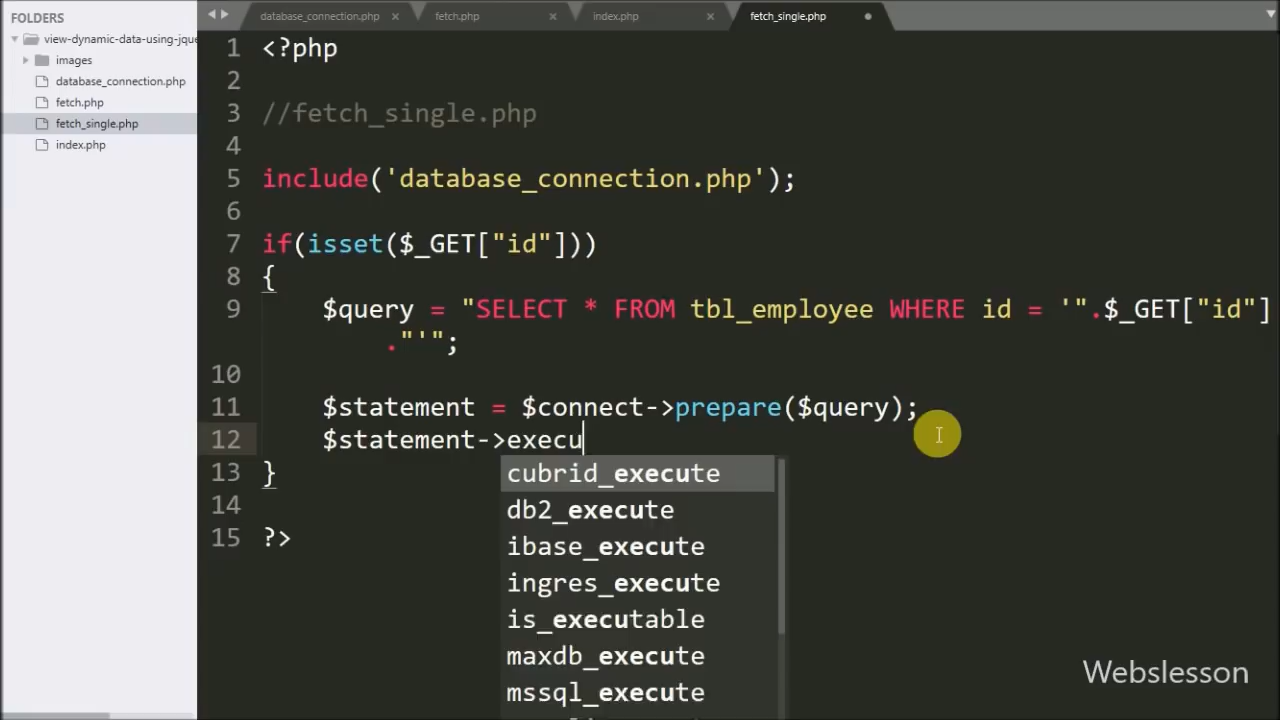 FOLDERS
view-dynamic-data-using-jque
images
database_connection.php
fetch.php
fetch_single.php
index.php
database_connection.php × fetch.php × index.php × fetch_single.php
1 <?php
2
3 //fetch_single.php
4
5 include('database_connection.php');
6
7 if(isset($_GET["id"]))
8 {
9 $query = "SELECT * FROM tbl_employee WHERE id = '".$_GET["id"]
."'";
10
11 $statement = $connect->prepare($query);
12 $statement->execu
cubrid_execute
db2_execute
ibase_execute
ingres_execute
is_executable
maxdb_execute
mssql_execute
13 }
14
15 ?>
Webslesson